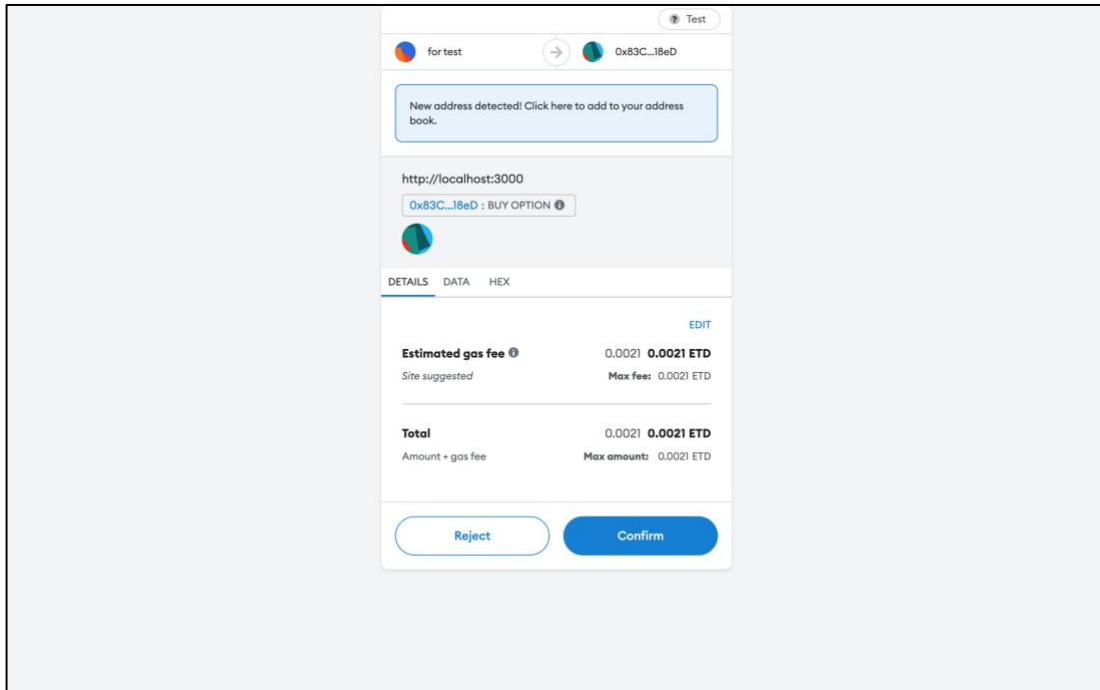 Test
for test
0x83C...18eD
New address detected! Click here to add to your address
book.
http://localhost:3000
0x83C...18eD : BUY OPTION
DETAILS DATA HEX
EDIT
Estimated gas fee 0.0021 0.0021 ETD
Site suggested Max fee: 0.0021 ETD
Total 0.0021 0.0021 ETD
Amount + gas fee Max amount: 0.0021 ETD
Reject Confirm